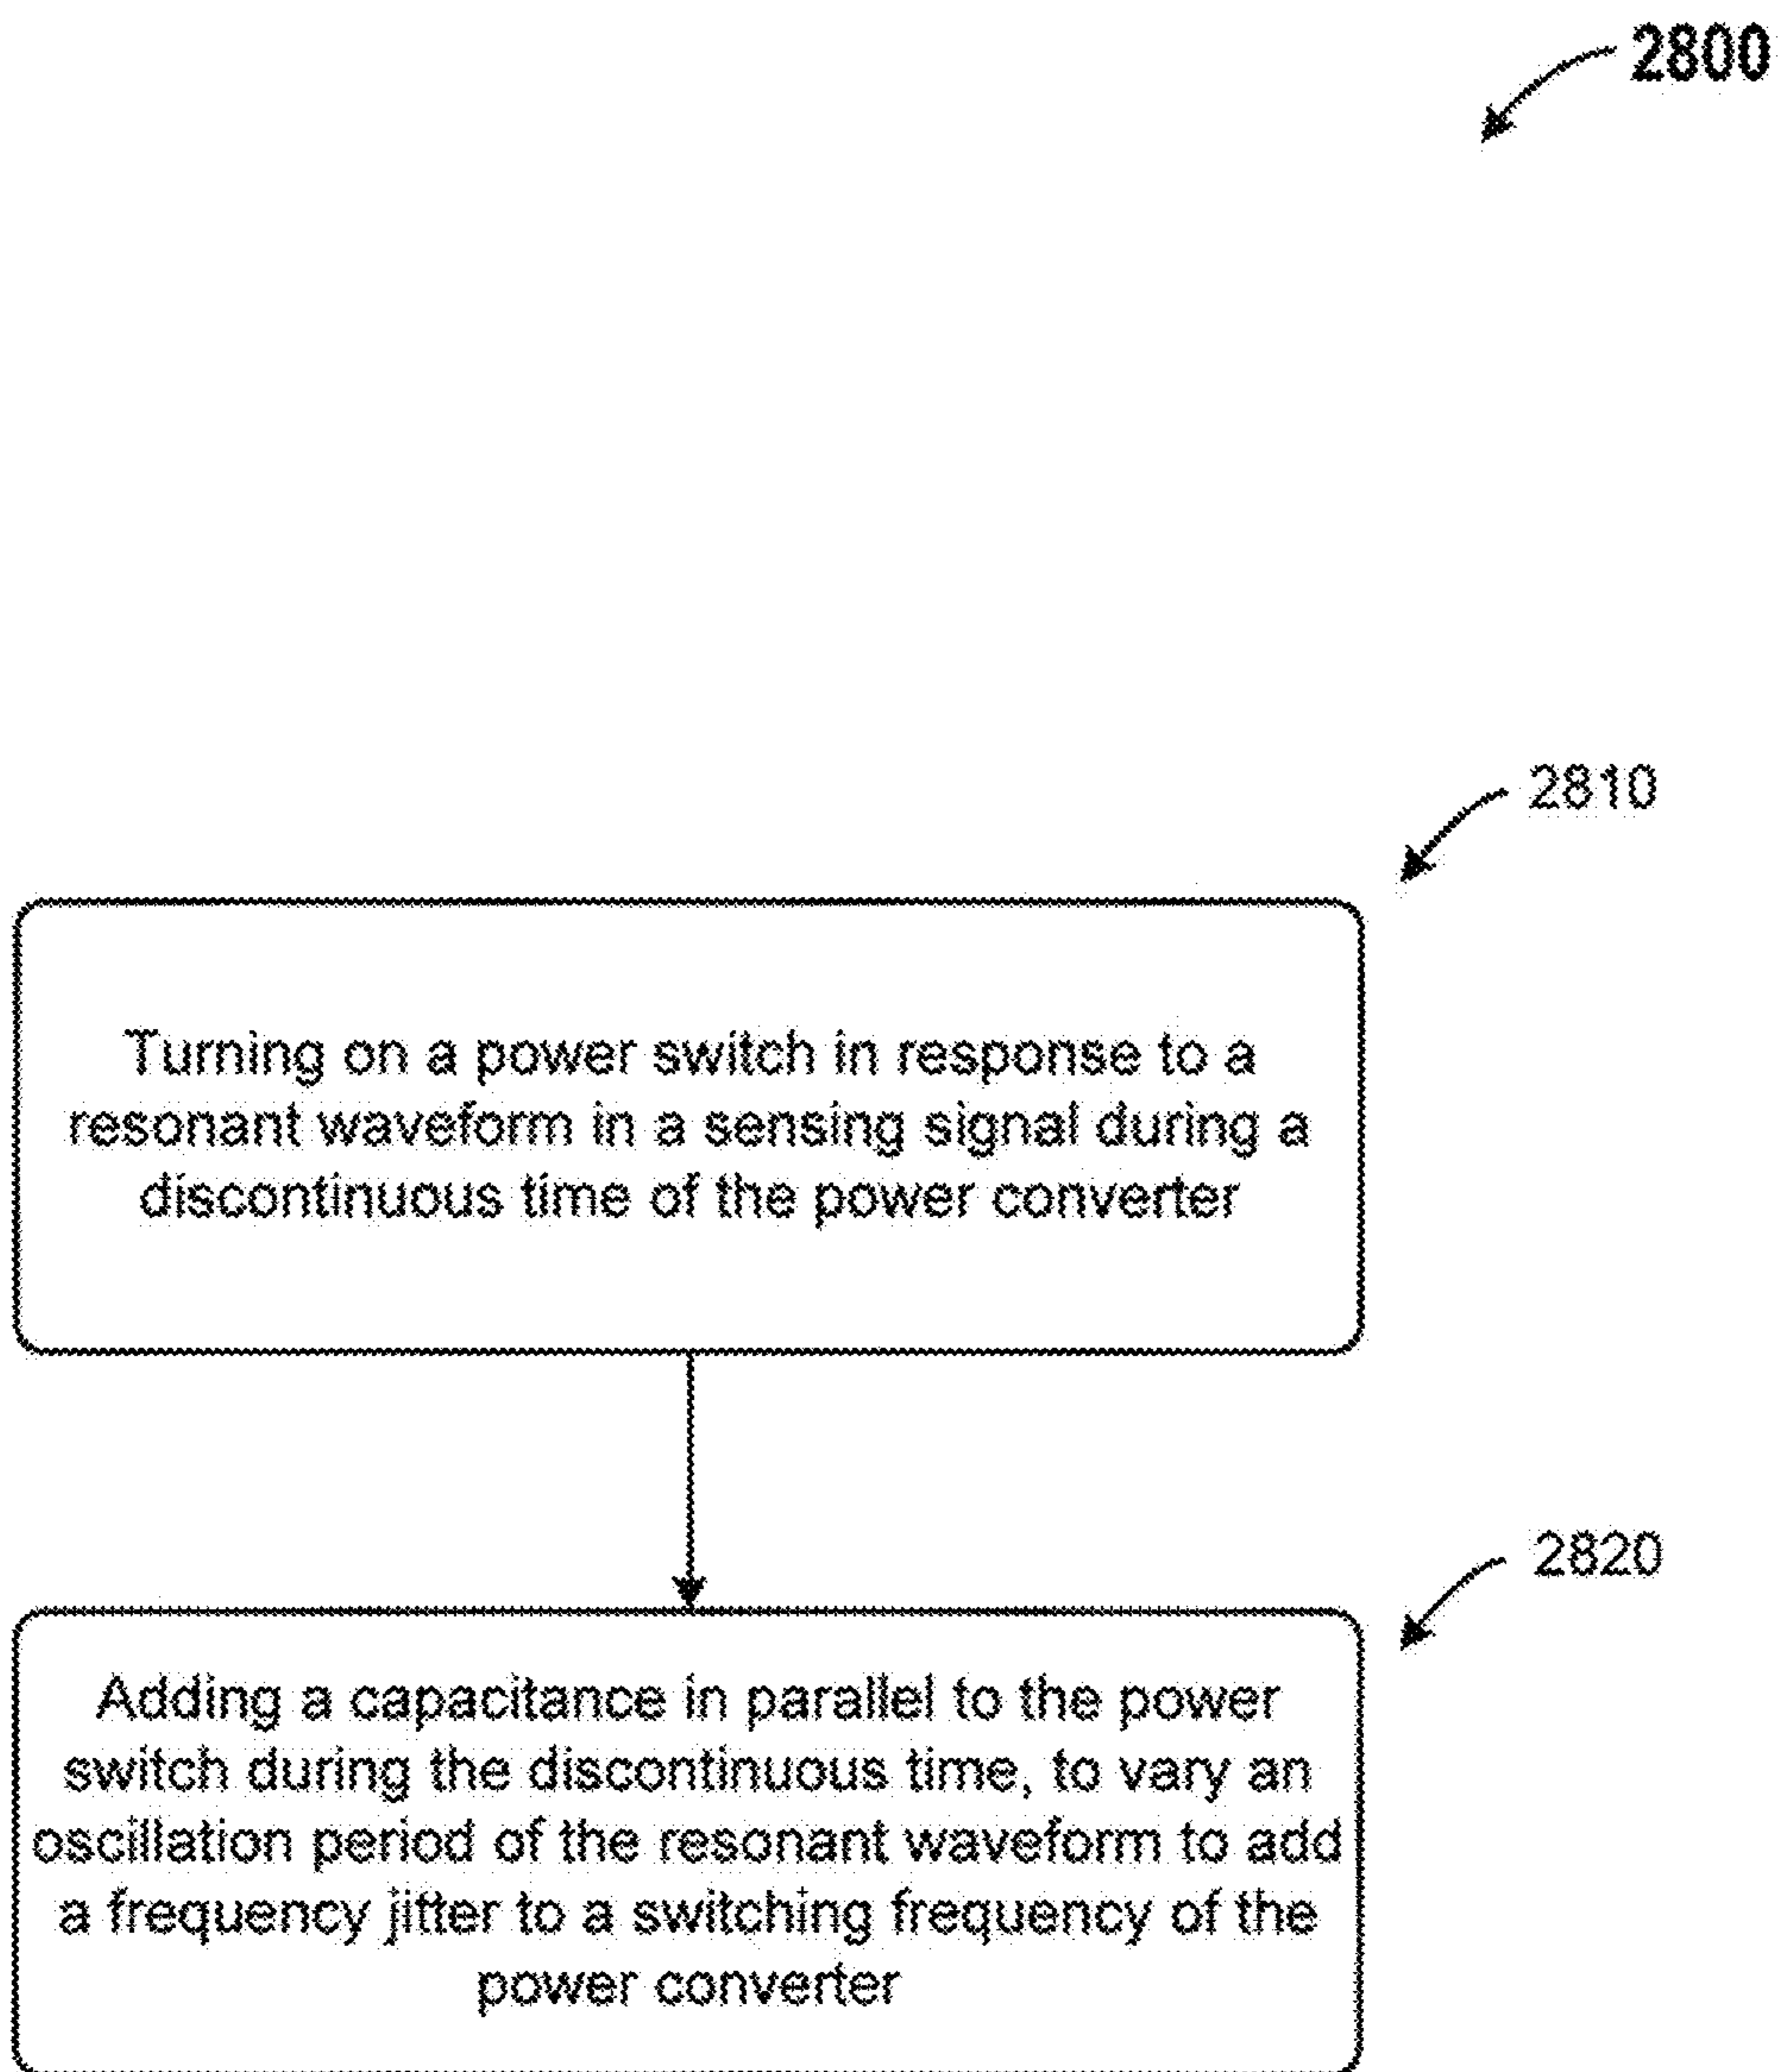 2800
2810
Turning on a power switch in response to a
resonant waveform in a sensing signal during a
discontinuous time of the power converter
2820
Adding a capacitance in parallel to the power
switch during the discontinuous time, to vary an
oscillation period of the resonant waveform to add
a frequency jitter to a switching frequency of the
power converter